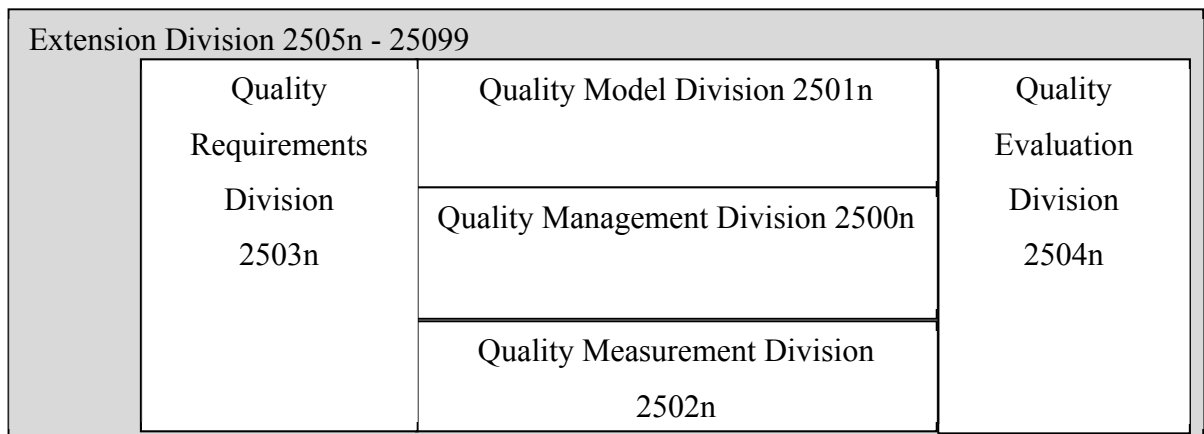 Extension Division 2505n - 25099
Quality
Requirements
Division
2503n
Quality Model Division 2501n
Quality Management Division 2500n
Quality Measurement Division
2502n
Quality
Evaluation
Division
2504n